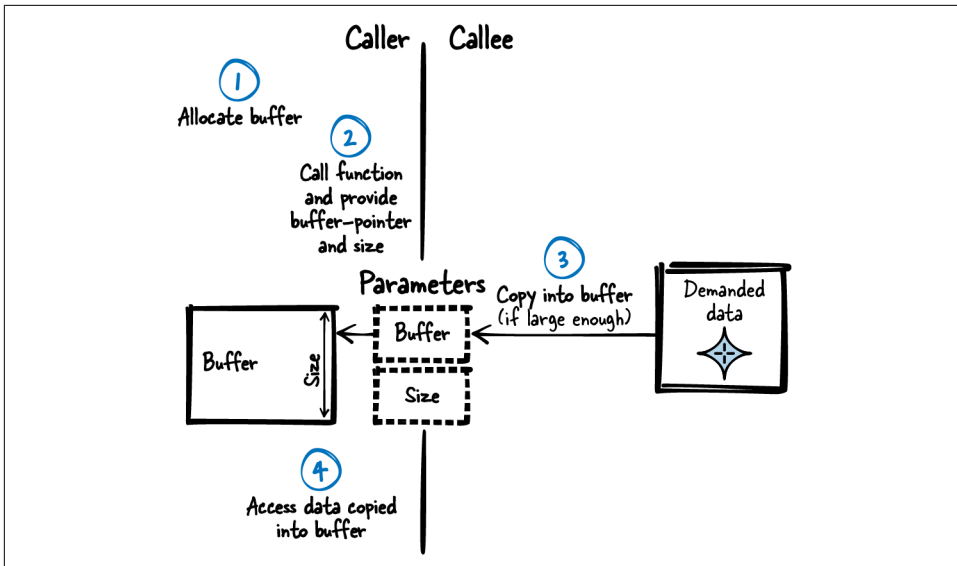 Caller
Callee
1
Allocate buffer
2
Call function
and provide
buffer-pointer
and size
Parameters
3
Copy into buffer
(if large enough)
Demanded
data
Buffer
Size
Buffer
Size
4
Access data copied
into buffer